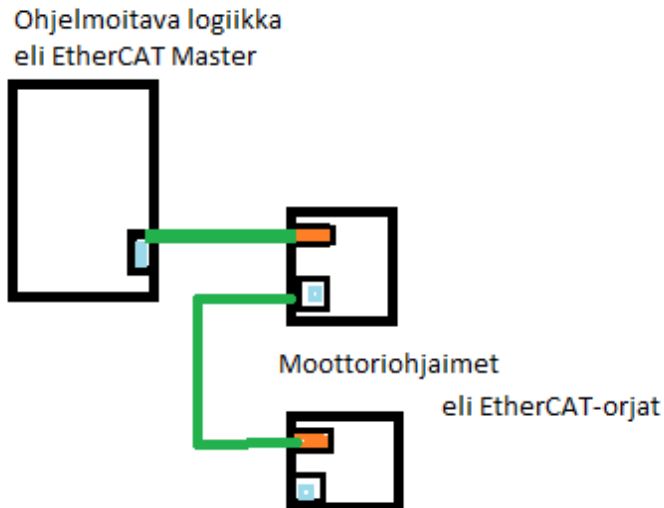 Ohjelmoitava logiikka
eli EtherCAT Master
Moottoriohjaimet
eli EtherCAT-orjat